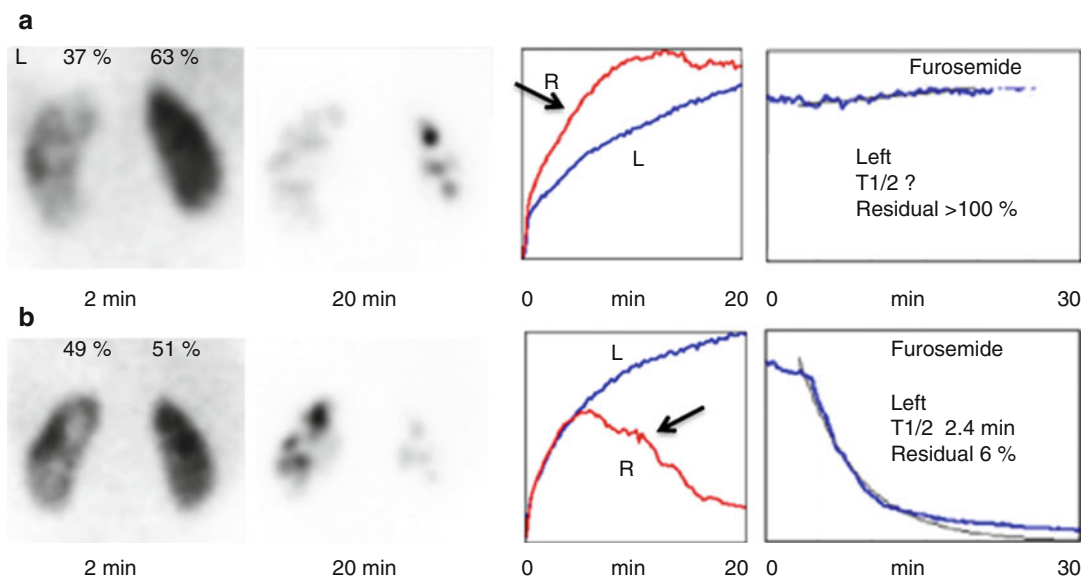 a
L 37 % 63 %
2 min
20 min
R
L
0 min 20
Furosemide
Left
T1/2 ?
Residual >100 %
0 min 30
b
49 % 51 %
2 min
20 min
L
R
0 min 20
Furosemide
Left
T1/2 2.4 min
Residual 6 %
0 min 30